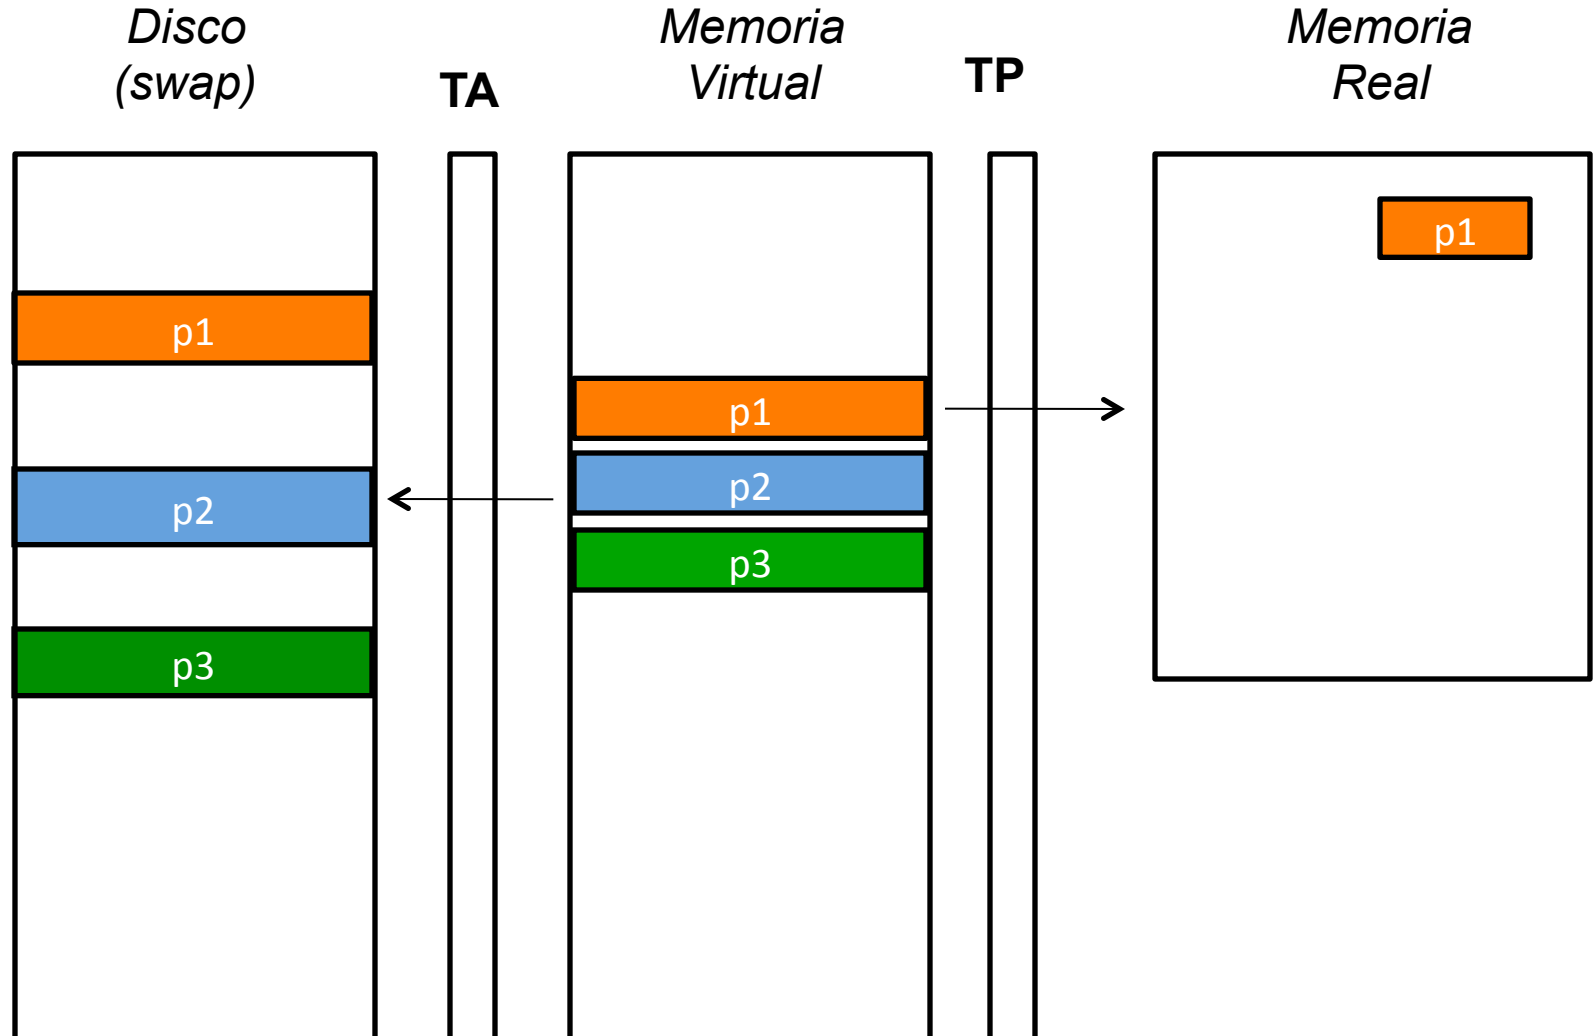 Disco
(swap)
TA
Memoria
Virtual
TP
Memoria
Real
p1
p2
p3
p1
p2
p3
p1